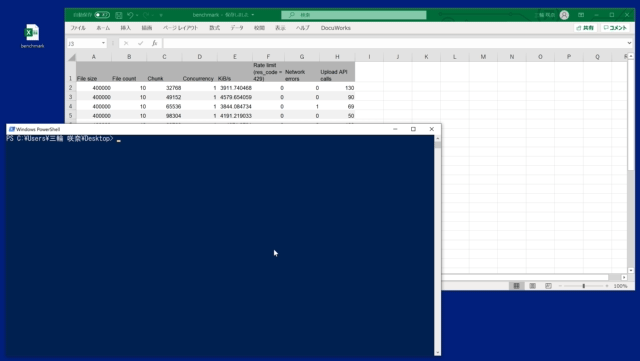 benchmark
自動保存
benchmark - 保存しました
検索
三輪 咲奈
ファイル ホーム 挿入 描画 ページ レイアウト 数式 データ 校閲 表示 ヘルプ DocuWorks
共有 コメント
fx
A B C D E F G H I J K L M N O P Q
1 File size File count Chunk Concurrency KiB/s Rate limit (res_code = 429) Network errors Upload API calls
2 400000 10 32768 1 3911.740468 0 0 130
3 400000 10 49152 1 4579.654059 0 0 90
4 400000 10 65536 1 3844.084734 0 1 69
5 400000 10 98304 1 4191.219033 0 0 50
Windows PowerShell
PS C:¥Users¥三輪 咲奈¥Desktop> _
100%